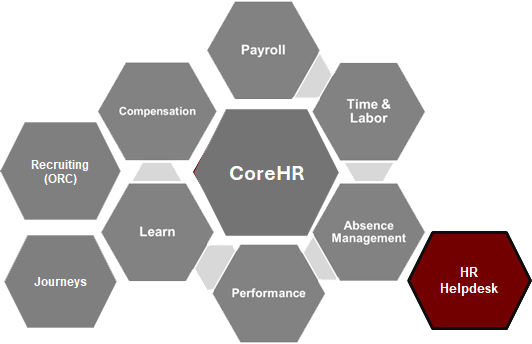 Payroll
Compensation
Time &
Labor
Recruiting
(ORC)
CoreHR
Learn
Absence
Management
Journeys
Performance
HR
Helpdesk